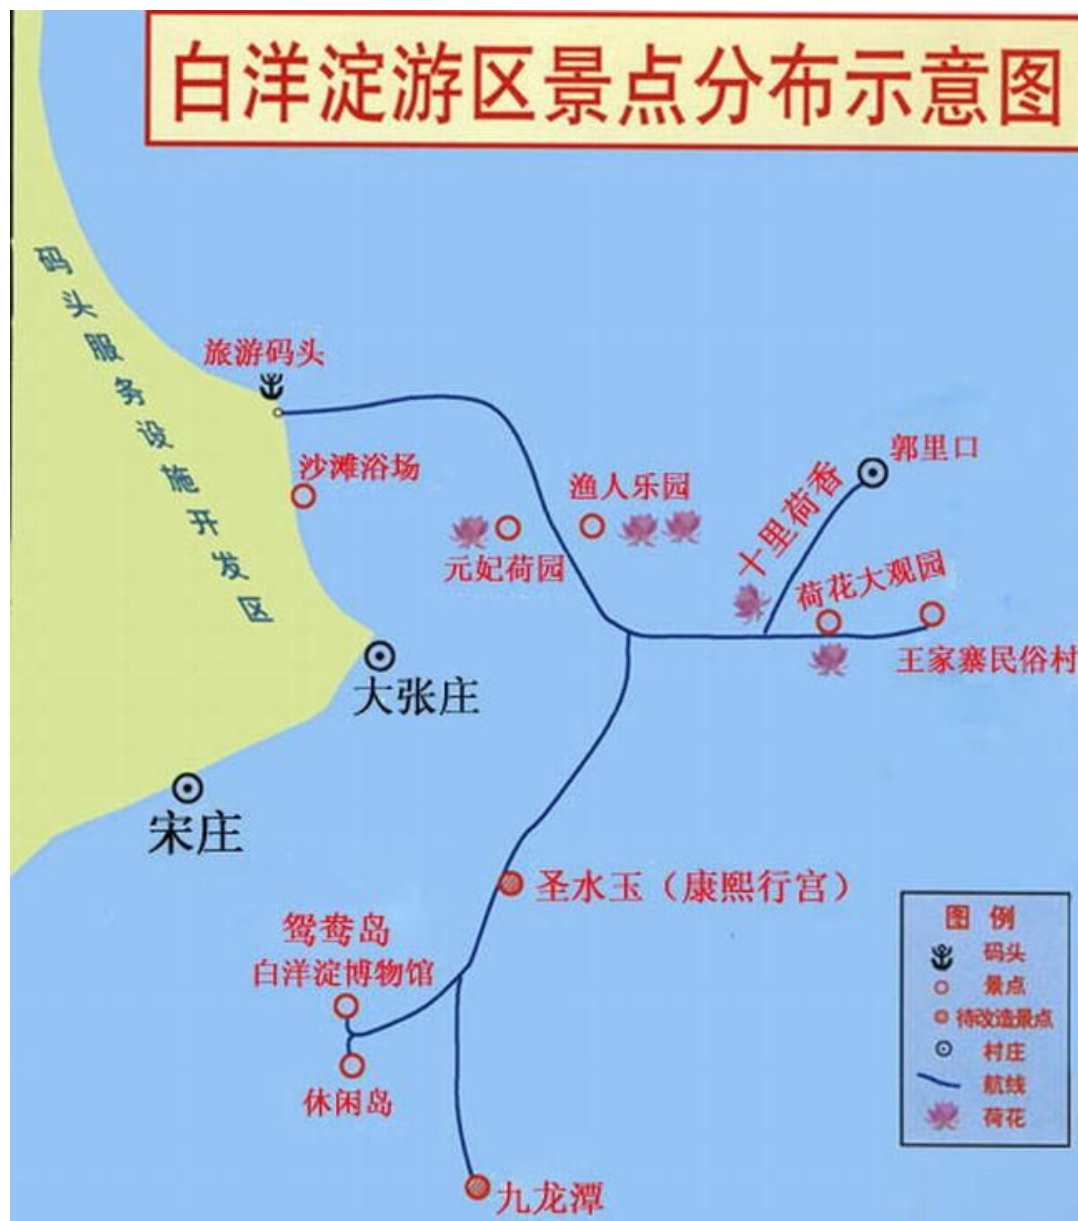 白洋淀游区景点分布示意图
码头服务设施开发区
旅游码头
沙滩浴场
渔人乐园
元妃荷园
十里荷香
郭里口
荷花大观园
王家寨民俗村
大张庄
宋庄
圣水玉（康熙行宫）
鸳鸯岛
白洋淀博物馆
休闲岛
九龙潭
图例
码头
景点
待改造景点
村庄
航线
荷花